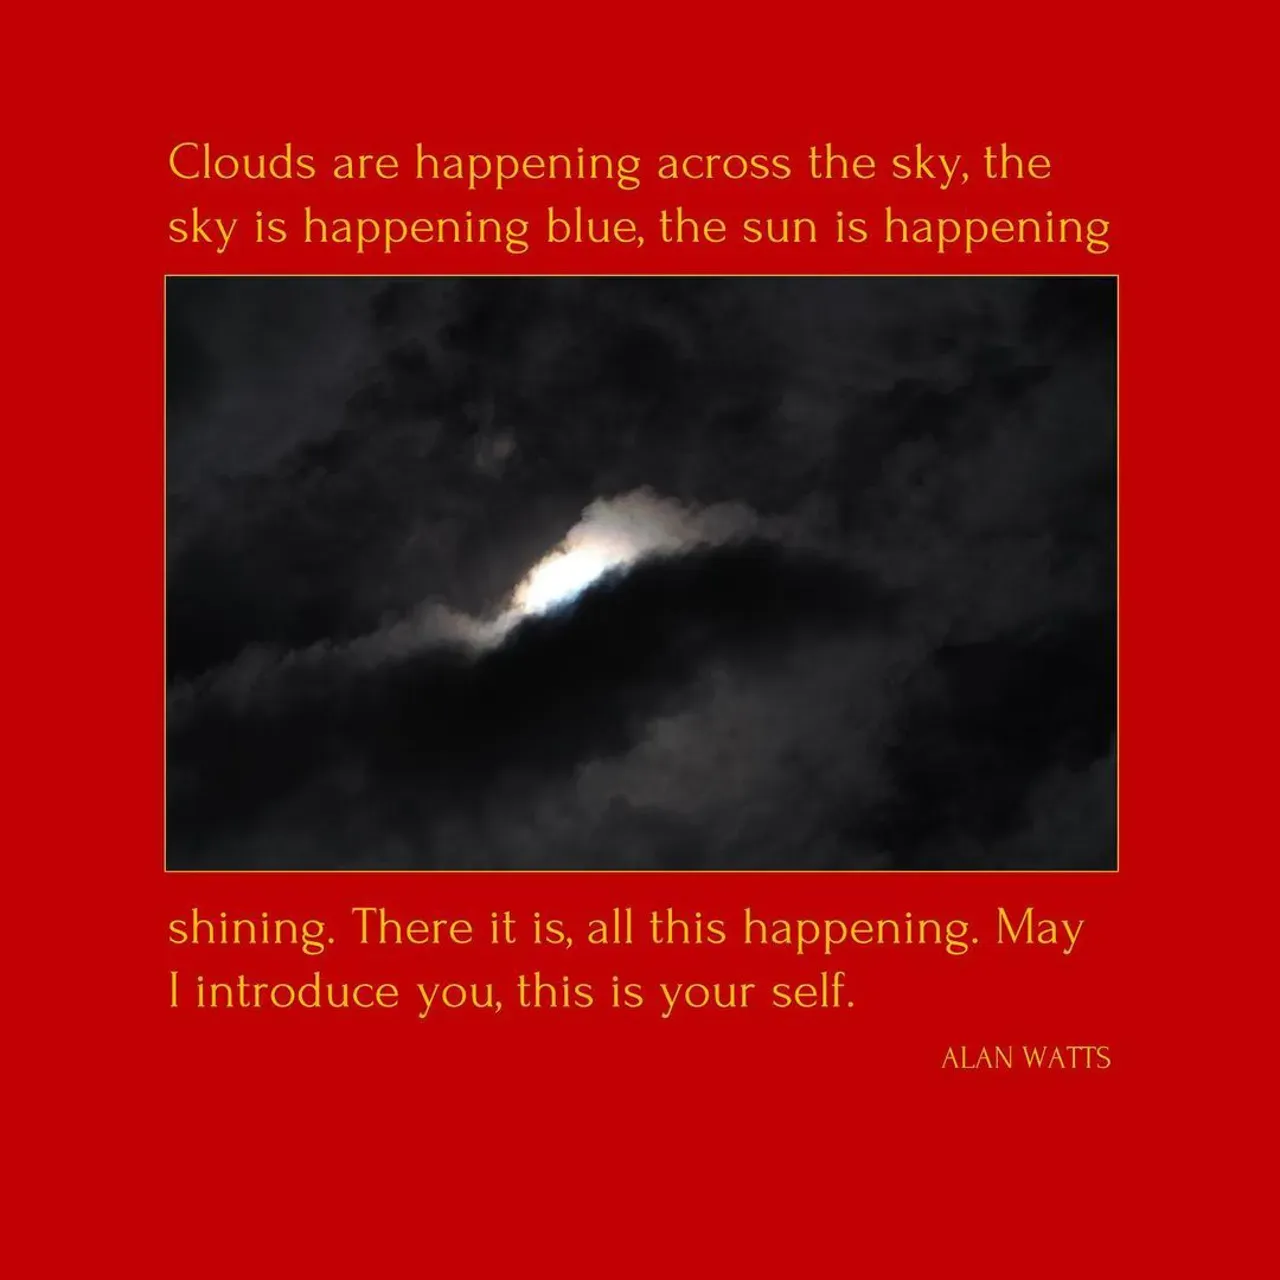 Clouds are happening across the sky, the
sky is happening blue, the sun is happening
shining. There it is, all this happening. May
I introduce you, this is your self.
ALAN WATTS